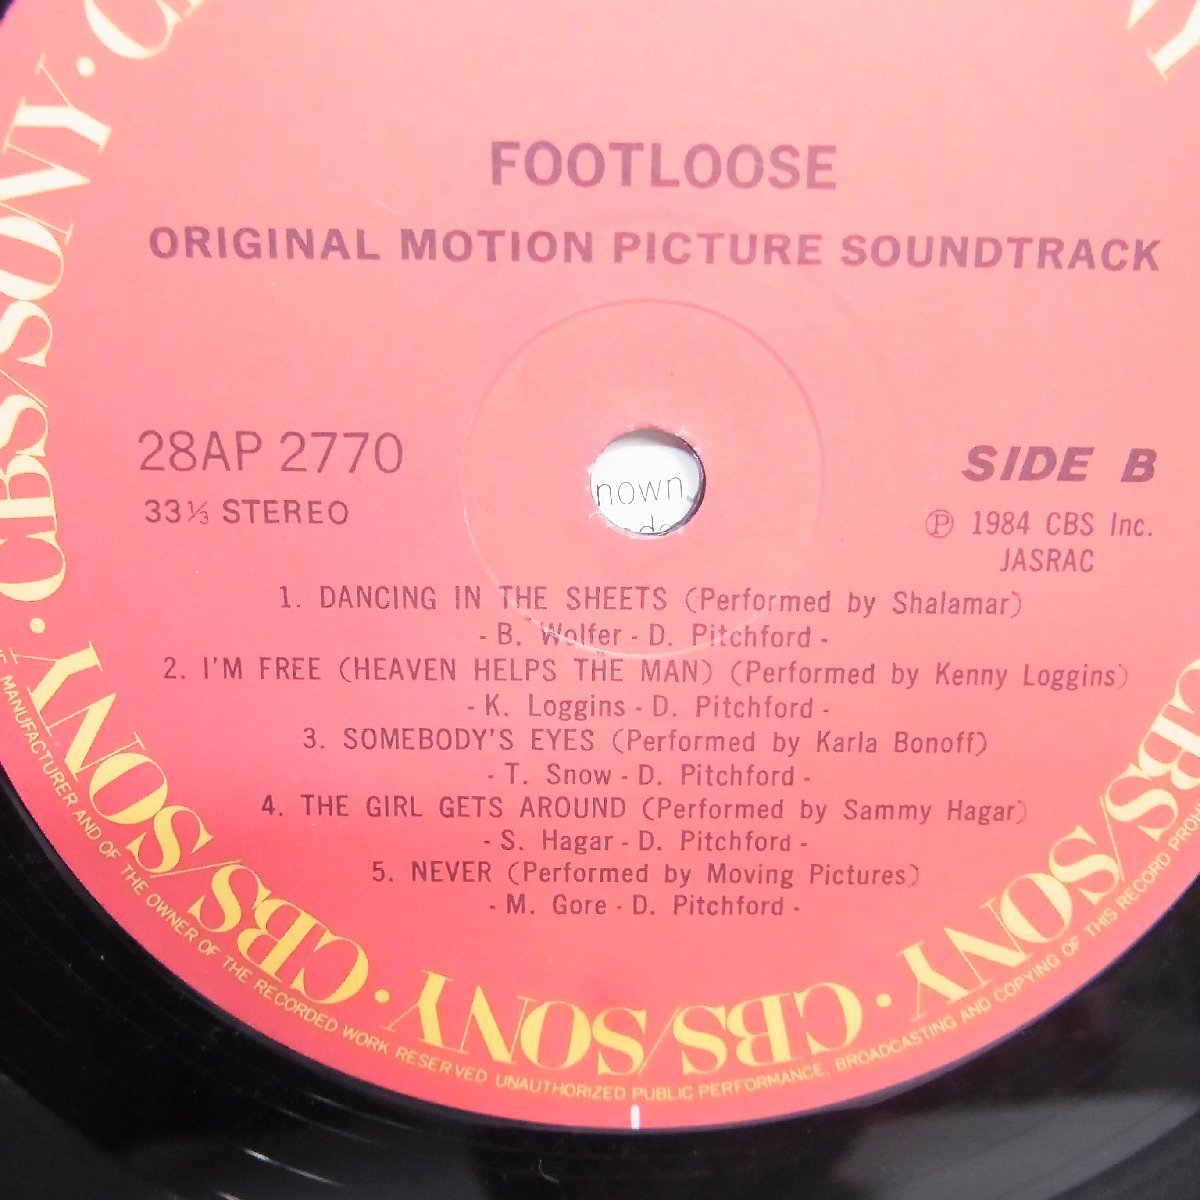 FOOTLOOSE
ORIGINAL MOTION PICTURE SOUNDTRACK
28AP 2770
33⅓ STEREO
SIDE B
Ⓟ 1984 CBS Inc.
JASRAC
nown.
1. DANCING IN THE SHEETS (Performed by Shalamar)
- B. Wolfer - D. Pitchford -
2. I'M FREE (HEAVEN HELPS THE MAN) (Performed by Kenny Loggins)
- K. Loggins - D. Pitchford -
3. SOMEBODY'S EYES (Performed by Karla Bonoff)
- T. Snow - D. Pitchford -
4. THE GIRL GETS AROUND (Performed by Sammy Hagar)
- S. Hagar - D. Pitchford -
5. NEVER (Performed by Moving Pictures)
- M. Gore - D. Pitchford -
CBS/SONY · CBS/SONY · CBS/SONY · CBS/SONY
MANUFACTURER AND OF THE OWNER OF THE RECORDED WORK RESERVED UNAUTHORIZED PUBLIC PERFORMANCE, BROADCASTING AND COPYING OF THIS RECORD